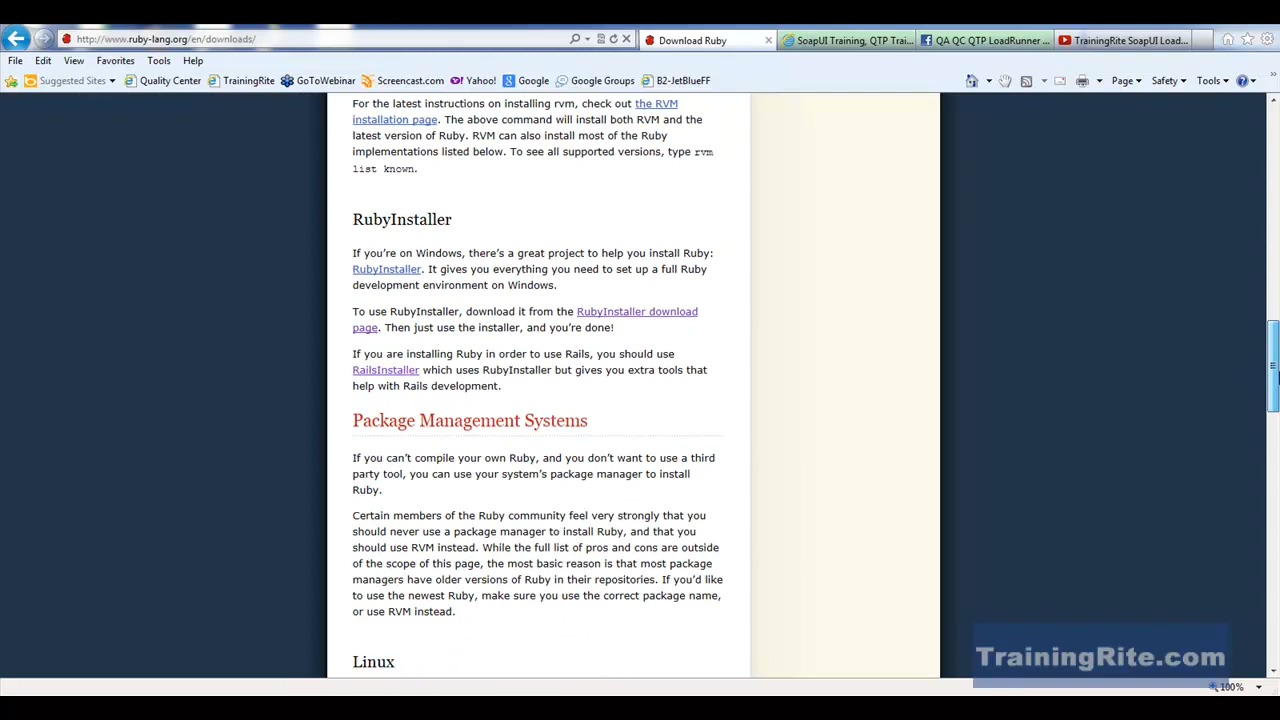 http://www.ruby-lang.org/en/downloads/
Download Ruby
SoapUI Training, QTP Trai...
QA QC QTP LoadRunner ...
TrainingRite SoapUI Load...
File Edit View Favorites Tools Help
Suggested Sites
Quality Center
TrainingRite
GoToWebinar
Screencast.com
Yahoo!
Google
Google Groups
B2-JetBlueFF
Page
Safety
Tools
For the latest instructions on installing rvm, check out the RVM
installation page. The above command will install both RVM and the
latest version of Ruby. RVM can also install most of the Ruby
implementations listed below. To see all supported versions, type rvm
list known.
RubyInstaller
If you’re on Windows, there’s a great project to help you install Ruby:
RubyInstaller. It gives you everything you need to set up a full Ruby
development environment on Windows.
To use RubyInstaller, download it from the RubyInstaller download
page. Then just use the installer, and you’re done!
If you are installing Ruby in order to use Rails, you should use
RailsInstaller which uses RubyInstaller but gives you extra tools that
help with Rails development.
Package Management Systems
If you can’t compile your own Ruby, and you don’t want to use a third
party tool, you can use your system’s package manager to install
Ruby.
Certain members of the Ruby community feel very strongly that you
should never use a package manager to install Ruby, and that you
should use RVM instead. While the full list of pros and cons are outside
of the scope of this page, the most basic reason is that most package
managers have older versions of Ruby in their repositories. If you’d like
to use the newest Ruby, make sure you use the correct package name,
or use RVM instead.
Linux
TrainingRite.com
100%